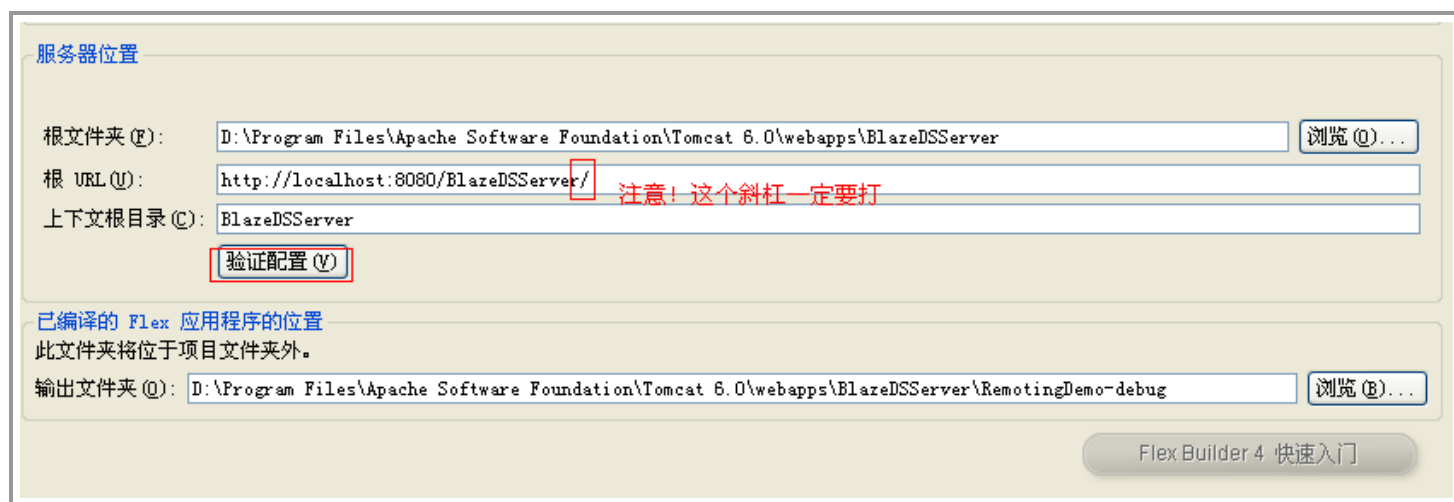 服务器位置
根文件夹(F): D:\Program Files\Apache Software Foundation\Tomcat 6.0\webapps\BlazeDSServer 浏览(O)...
根 URL(U): http://localhost:8080/BlazeDSServer/ 注意！这个斜杠一定要打
上下文根目录(C): BlazeDSServer
验证配置(V)
已编译的 Flex 应用程序的位置
此文件夹将位于项目文件夹外。
输出文件夹(O): D:\Program Files\Apache Software Foundation\Tomcat 6.0\webapps\BlazeDSServer\RemotingDemo-debug 浏览(B)...
Flex Builder 4 快速入门